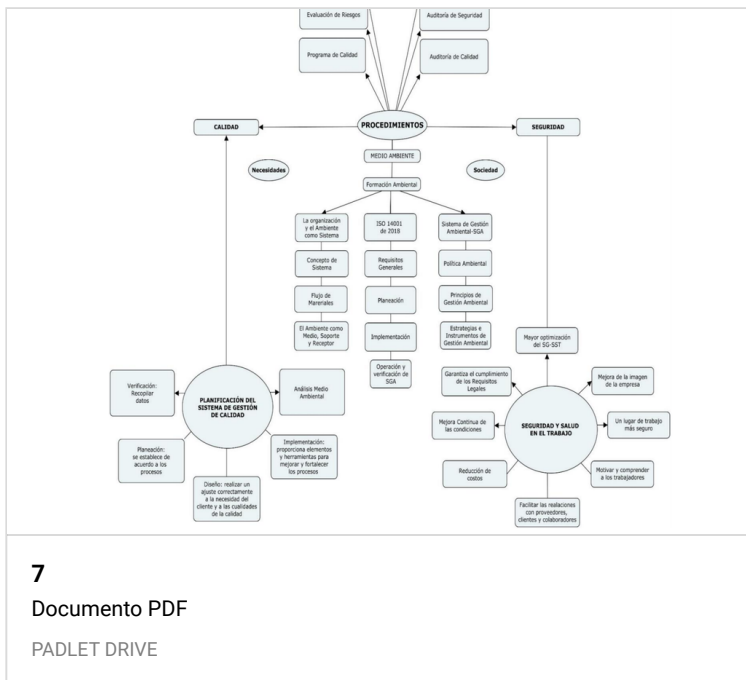 Evaluación de Riesgos
Auditoría de Seguridad
Programa de Calidad
Auditoría de Calidad
CALIDAD
PROCEDIMIENTOS
SEGURIDAD
MEDIO AMBIENTE
Necesidades
Sociedad
Formación Ambiental
La organización
y el Ambiente
como Sistema
ISO 14001
de 2018
Sistema de Gestión
Ambiental-SGA
Concepto de
Sistema
Requisitos
Generales
Política Ambiental
Flujo de
Mareriales
Planeación
Principios de
Gestión Ambiental
El Ambiente como
Medio, Soporte
y Receptor
Implementación
Estrategias e
Instrumentos de
Gestión Ambiental
Operación y
verificación de
SGA
Mayor optimización
del SG-SST
Verificación:
Recopilar
datos
PLANIFICACIÓN DEL
SISTEMA DE GESTIÓN
DE CALIDAD
Análisis Medio
Ambiental
Planeación:
se establece de
acuerdo a los
procesos
Diseño: realizar un
ajuste correctamente
a la necesidad del
cliente y a las cualidades
de la calidad
Implementación:
proporciona elementos
y herramientas para
mejorar y fortalecer
los procesos
Garantiza el cumplimiento
de los Requisitos
Legales
Mejora de la imagen
de la empresa
Mejora Continua de
las condiciones
SEGURIDAD Y SALUD
EN EL TRABAJO
Un lugar de trabajo
más seguro
Reducción de
costos
Motivar y comprender
a los trabajadores
Facilitar las realaciones
con proveedores,
clientes y colaboradores
7
Documento PDF
PADLET DRIVE